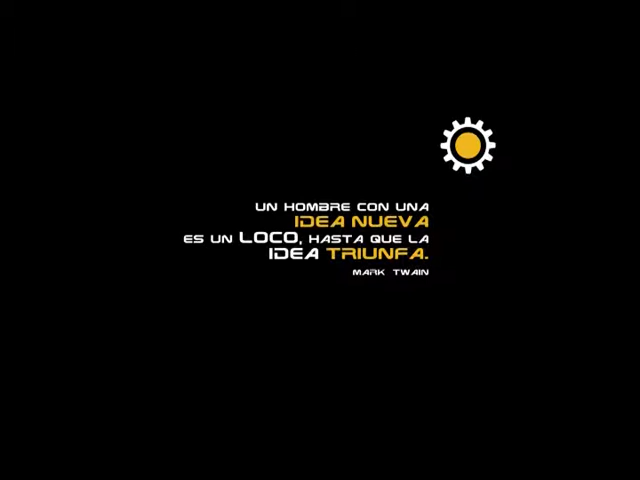 UN HOMBRE CON UNA
IDEA NUEVA
ES UN LOCO, HASTA QUE LA
IDEA TRIUNFA.
MARK TWAIN